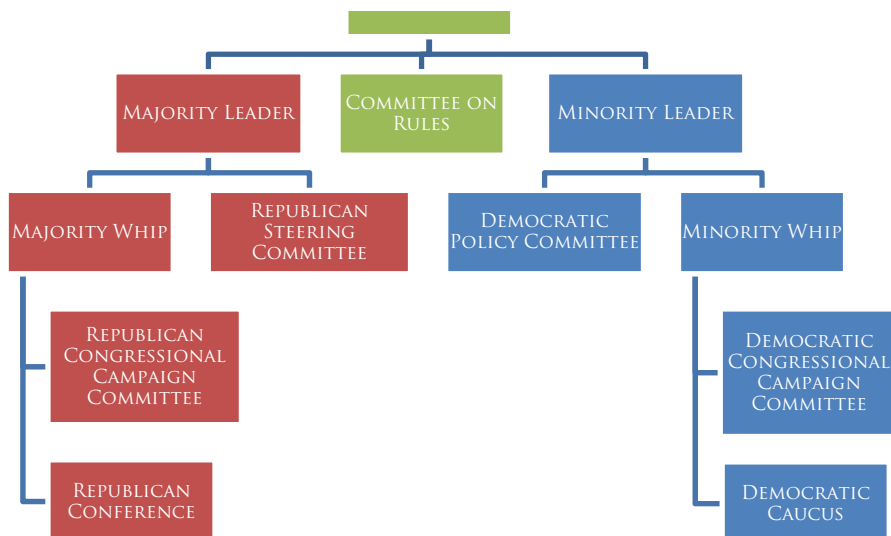 Majority Leader
Committee on
Rules
Minority Leader
Majority Whip
Republican
Steering
Committee
Democratic
Policy Committee
Minority Whip
Republican
Congressional
Campaign
Committee
Democratic
Congressional
Campaign
Committee
Republican
Conference
Democratic
Caucus